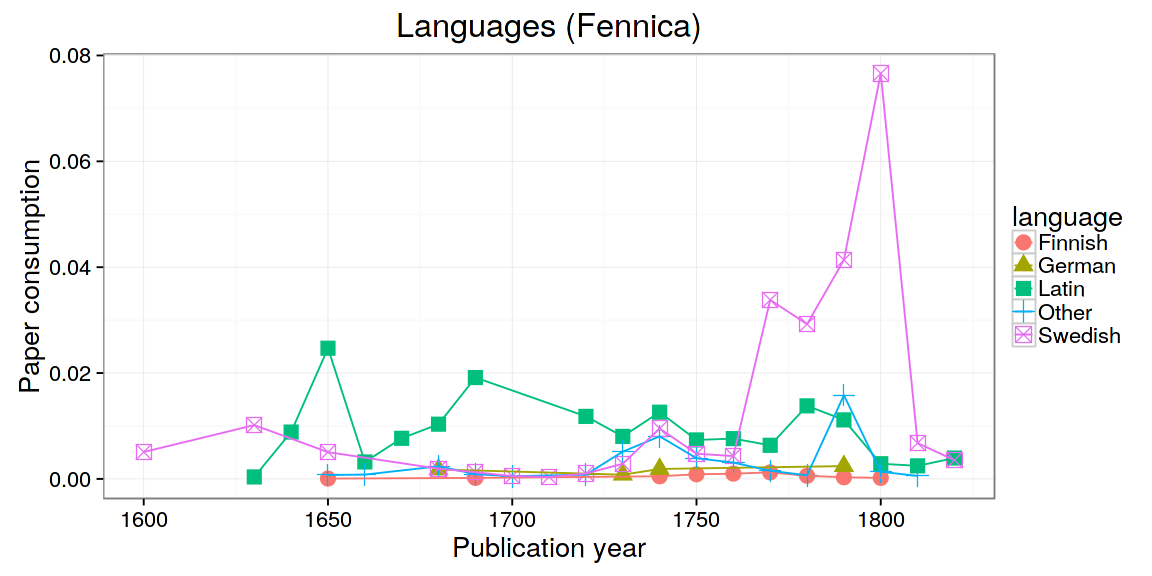 Languages (Fennica)
Paper consumption
0.08
0.06
0.04
0.02
0.00
1600 1650 1700 1750 1800
Publication year
language
Finnish
German
Latin
Other
Swedish